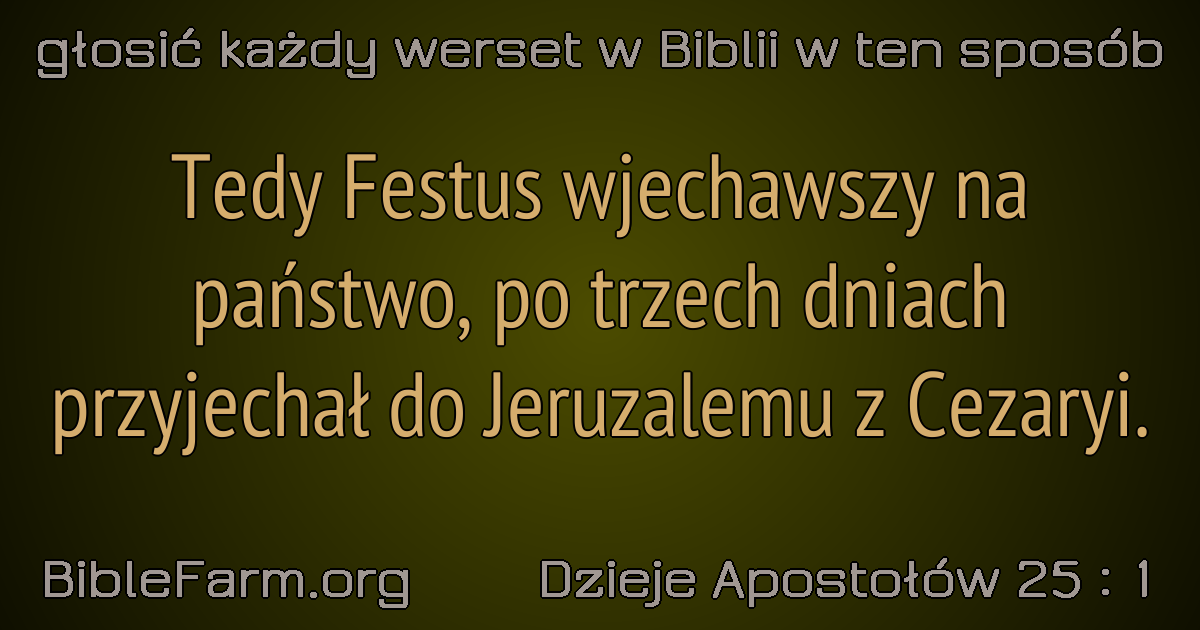 głosić każdy werset w Biblii w ten sposób
Tedy Festus wjechawszy na
państwo, po trzech dniach
przyjechał do Jeruzalemu z Cezaryi.
BibleFarm.org
Dzieje Apostołów 25 : 1